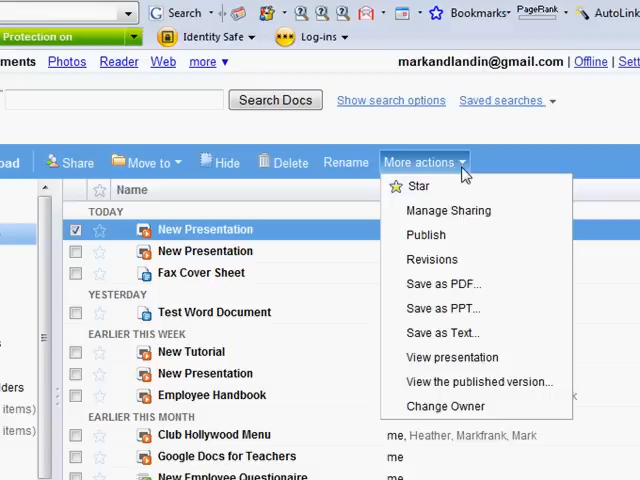 Search
Bookmarks
PageRank
AutoLink
Protection on
Identity Safe
Log-ins
ments Photos Reader Web more ▼
markandlandin@gmail.com | Offline | Sett
Search Docs
Show search options
Saved searches
oad
Share
Move to
Hide
Delete
Rename
More actions
Name
Star
Manage Sharing
Publish
Revisions
Save as PDF...
Save as PPT...
Save as Text...
View presentation
View the published version...
Change Owner
TODAY
New Presentation
New Presentation
Fax Cover Sheet
YESTERDAY
Test Word Document
EARLIER THIS WEEK
New Tutorial
New Presentation
Employee Handbook
EARLIER THIS MONTH
Club Hollywood Menu
me, Heather, Markfrank, Mark
Google Docs for Teachers
me
New Employee Questionaire
me
lders
items)
items)